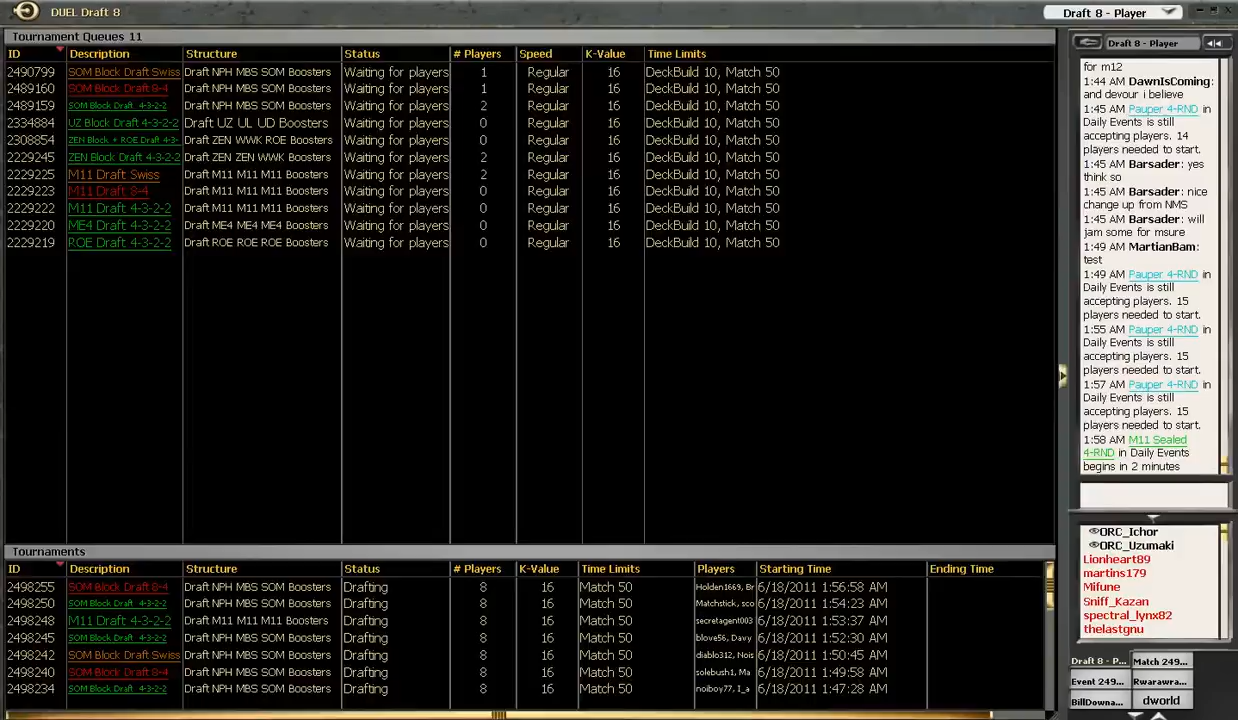 DUEL Draft 8
Draft 8 - Player
Tournament Queues 11
ID Description Structure Status # Players Speed K-Value Time Limits
2490799 SOM Block Draft Swiss Draft NPH MBS SOM Boosters Waiting for players 1 Regular 16 DeckBuild 10, Match 50
2489160 SOM Block Draft 8-4 Draft NPH MBS SOM Boosters Waiting for players 1 Regular 16 DeckBuild 10, Match 50
2489159 SOM Block Draft 4-3-2-2 Draft NPH MBS SOM Boosters Waiting for players 2 Regular 16 DeckBuild 10, Match 50
2334884 UZ Block Draft 4-3-2-2 Draft UZ UL UD Boosters Waiting for players 0 Regular 16 DeckBuild 10, Match 50
2308854 ZEN Block + ROE Draft 4-3- Draft ZEN WWK ROE Boosters Waiting for players 0 Regular 16 DeckBuild 10, Match 50
2229245 ZEN Block Draft 4-3-2-2 Draft ZEN ZEN WWK Boosters Waiting for players 2 Regular 16 DeckBuild 10, Match 50
2229225 M11 Draft Swiss Draft M11 M11 M11 Boosters Waiting for players 2 Regular 16 DeckBuild 10, Match 50
2229223 M11 Draft 8-4 Draft M11 M11 M11 Boosters Waiting for players 0 Regular 16 DeckBuild 10, Match 50
2229222 M11 Draft 4-3-2-2 Draft M11 M11 M11 Boosters Waiting for players 0 Regular 16 DeckBuild 10, Match 50
2229220 ME4 Draft 4-3-2-2 Draft ME4 ME4 ME4 Boosters Waiting for players 0 Regular 16 DeckBuild 10, Match 50
2229219 ROE Draft 4-3-2-2 Draft ROE ROE ROE Boosters Waiting for players 0 Regular 16 DeckBuild 10, Match 50
Tournaments
ID Description Structure Status # Players K-Value Time Limits Players Starting Time Ending Time
2498255 SOM Block Draft 8-4 Draft NPH MBS SOM Boosters Drafting 8 16 Match 50 Holden1669, Br 6/18/2011 1:56:58 AM
2498250 SOM Block Draft 4-3-2-2 Draft NPH MBS SOM Boosters Drafting 8 16 Match 50 Matchstick, sco 6/18/2011 1:54:23 AM
2498248 M11 Draft 4-3-2-2 Draft M11 M11 M11 Boosters Drafting 8 16 Match 50 secretagent003 6/18/2011 1:53:37 AM
2498245 SOM Block Draft 4-3-2-2 Draft NPH MBS SOM Boosters Drafting 8 16 Match 50 blove56, Davy 6/18/2011 1:52:30 AM
2498242 SOM Block Draft Swiss Draft NPH MBS SOM Boosters Drafting 8 16 Match 50 diablo312, Nois 6/18/2011 1:50:45 AM
2498240 SOM Block Draft 8-4 Draft NPH MBS SOM Boosters Drafting 8 16 Match 50 solebush1, Ma 6/18/2011 1:49:58 AM
2498234 SOM Block Draft 4-3-2-2 Draft NPH MBS SOM Boosters Drafting 8 16 Match 50 noiboy77, I_a 6/18/2011 1:47:28 AM
Draft 8 - Player
for m12
1:44 AM DawnIsComing:
and devour i believe
1:45 AM Pauper 4-RND in
Daily Events is still
accepting players. 14
players needed to start.
1:45 AM Barsader: yes
think so
1:45 AM Barsader: nice
change up from NMS
1:45 AM Barsader: will
jam some for msure
1:49 AM MartianBam:
test
1:49 AM Pauper 4-RND in
Daily Events is still
accepting players. 15
players needed to start.
1:55 AM Pauper 4-RND in
Daily Events is still
accepting players. 15
players needed to start.
1:57 AM Pauper 4-RND in
Daily Events is still
accepting players. 15
players needed to start.
1:58 AM M11 Sealed
4-RND in Daily Events
begins in 2 minutes
ORC_Ichor
ORC_Uzumaki
Lionheart89
martins179
Mifune
Sniff_Kazan
spectral_lynx82
thelastgnu
Draft 8 - P... Match 249...
Event 249... Rwarawra...
BillDowna... dworld